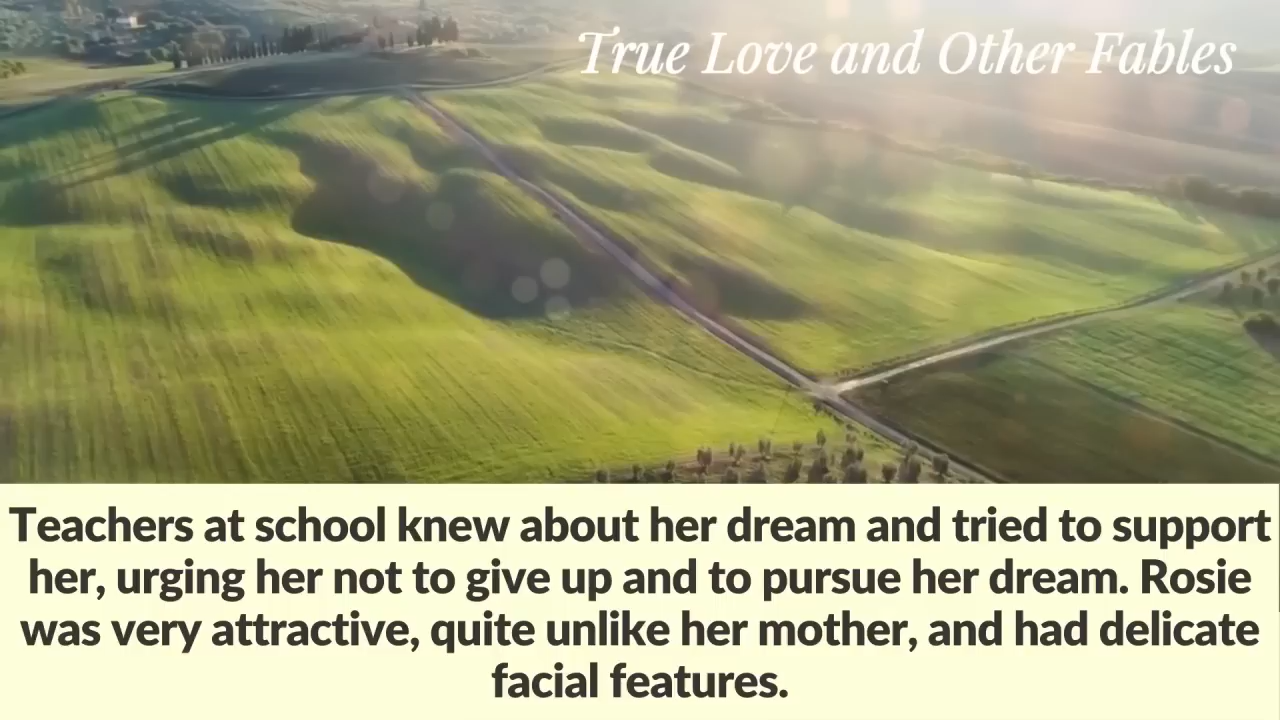 True Love and Other Fables
Teachers at school knew about her dream and tried to support
her, urging her not to give up and to pursue her dream. Rosie
was very attractive, quite unlike her mother, and had delicate
facial features.